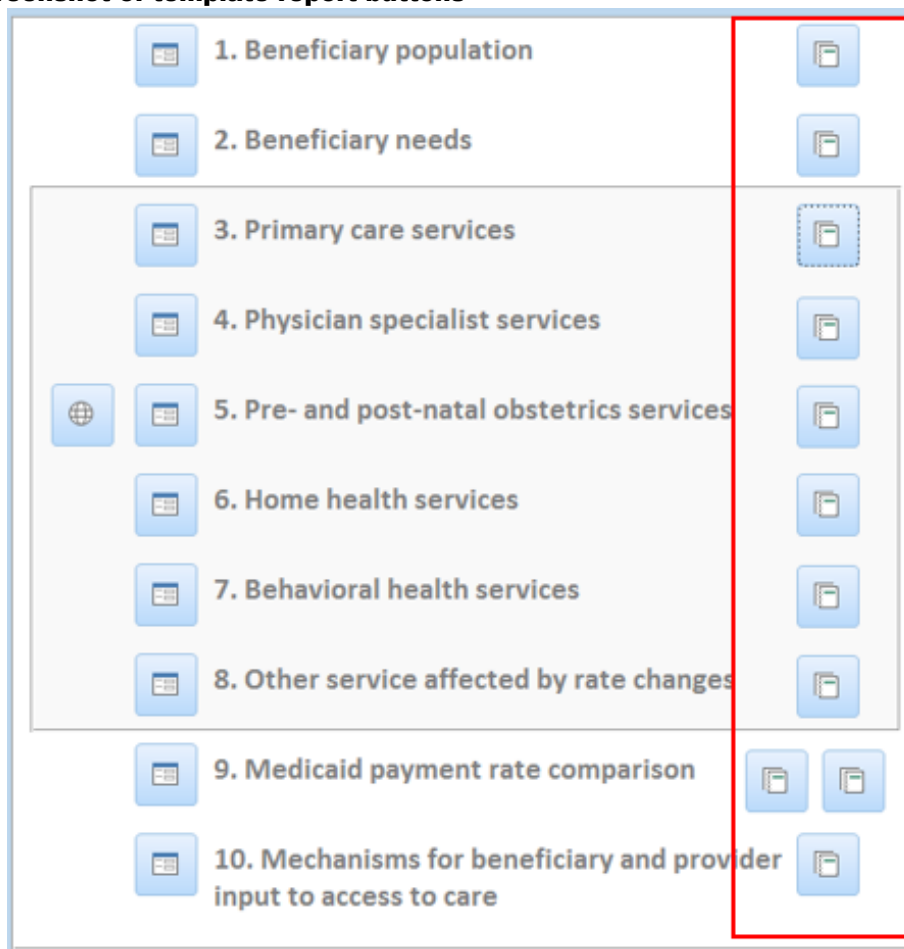 1. Beneficiary population
2. Beneficiary needs
3. Primary care services
4. Physician specialist services
5. Pre- and post-natal obstetrics services
6. Home health services
7. Behavioral health services
8. Other service affected by rate changes
9. Medicaid payment rate comparison
10. Mechanisms for beneficiary and provider
input to access to care